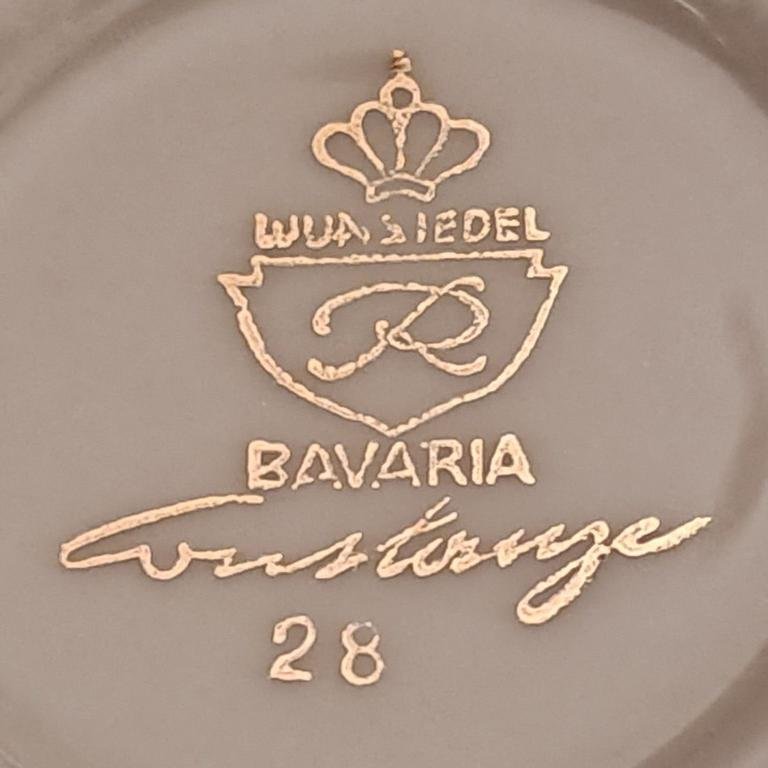 WUNSIEDEL
R
BAVARIA
Constanze
28